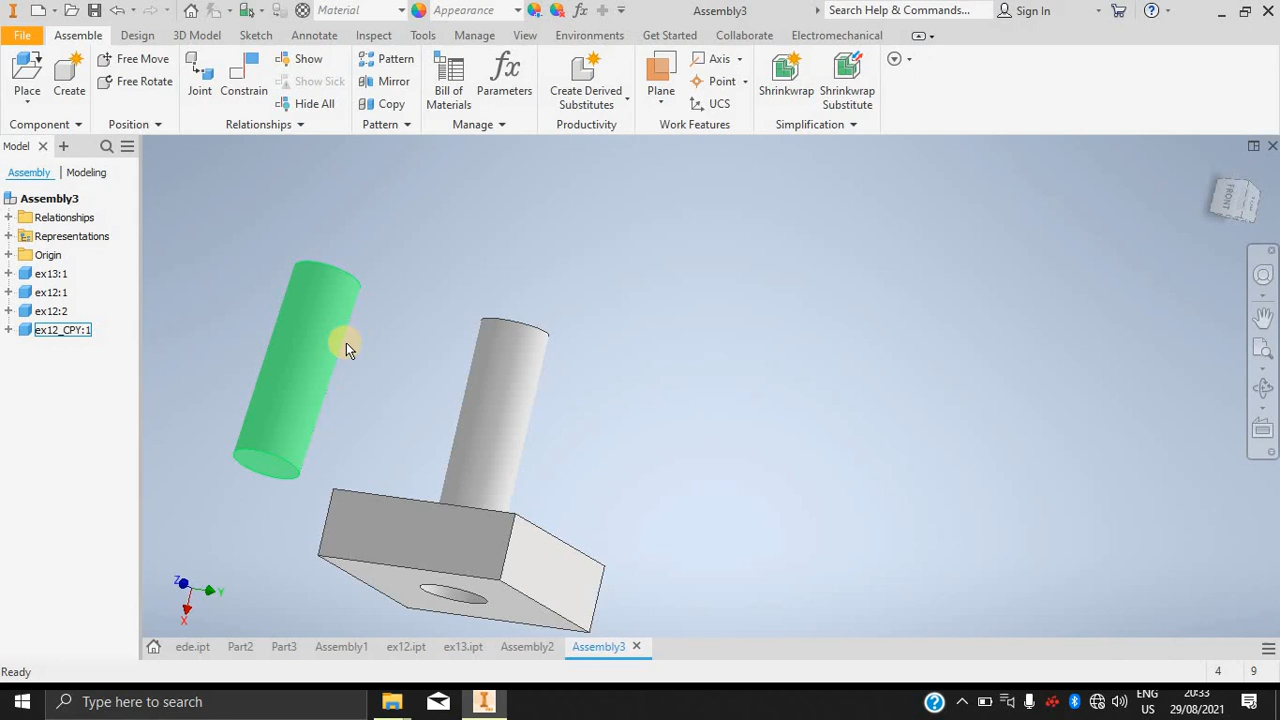 Material
Appearance
Assembly3
Search Help & Commands...
Sign In
File
Assemble
Design
3D Model
Sketch
Annotate
Inspect
Tools
Manage
View
Environments
Get Started
Collaborate
Electromechanical
Place
Create
Free Move
Free Rotate
Joint
Constrain
Show
Show Sick
Hide All
Pattern
Mirror
Copy
Bill of
Materials
Parameters
Create Derived
Substitutes
Plane
Axis
Point
UCS
Shrinkwrap
Shrinkwrap
Substitute
Component
Position
Relationships
Pattern
Manage
Productivity
Work Features
Simplification
Model
Assembly
Modeling
Assembly3
Relationships
Representations
Origin
ex13:1
ex12:1
ex12:2
ex12_CPY:1
FRONT
Z
Y
X
ede.ipt
Part2
Part3
Assembly1
ex12.ipt
ex13.ipt
Assembly2
Assembly3
Ready
4
9
Type here to search
ENG
US
20:33
29/08/2021